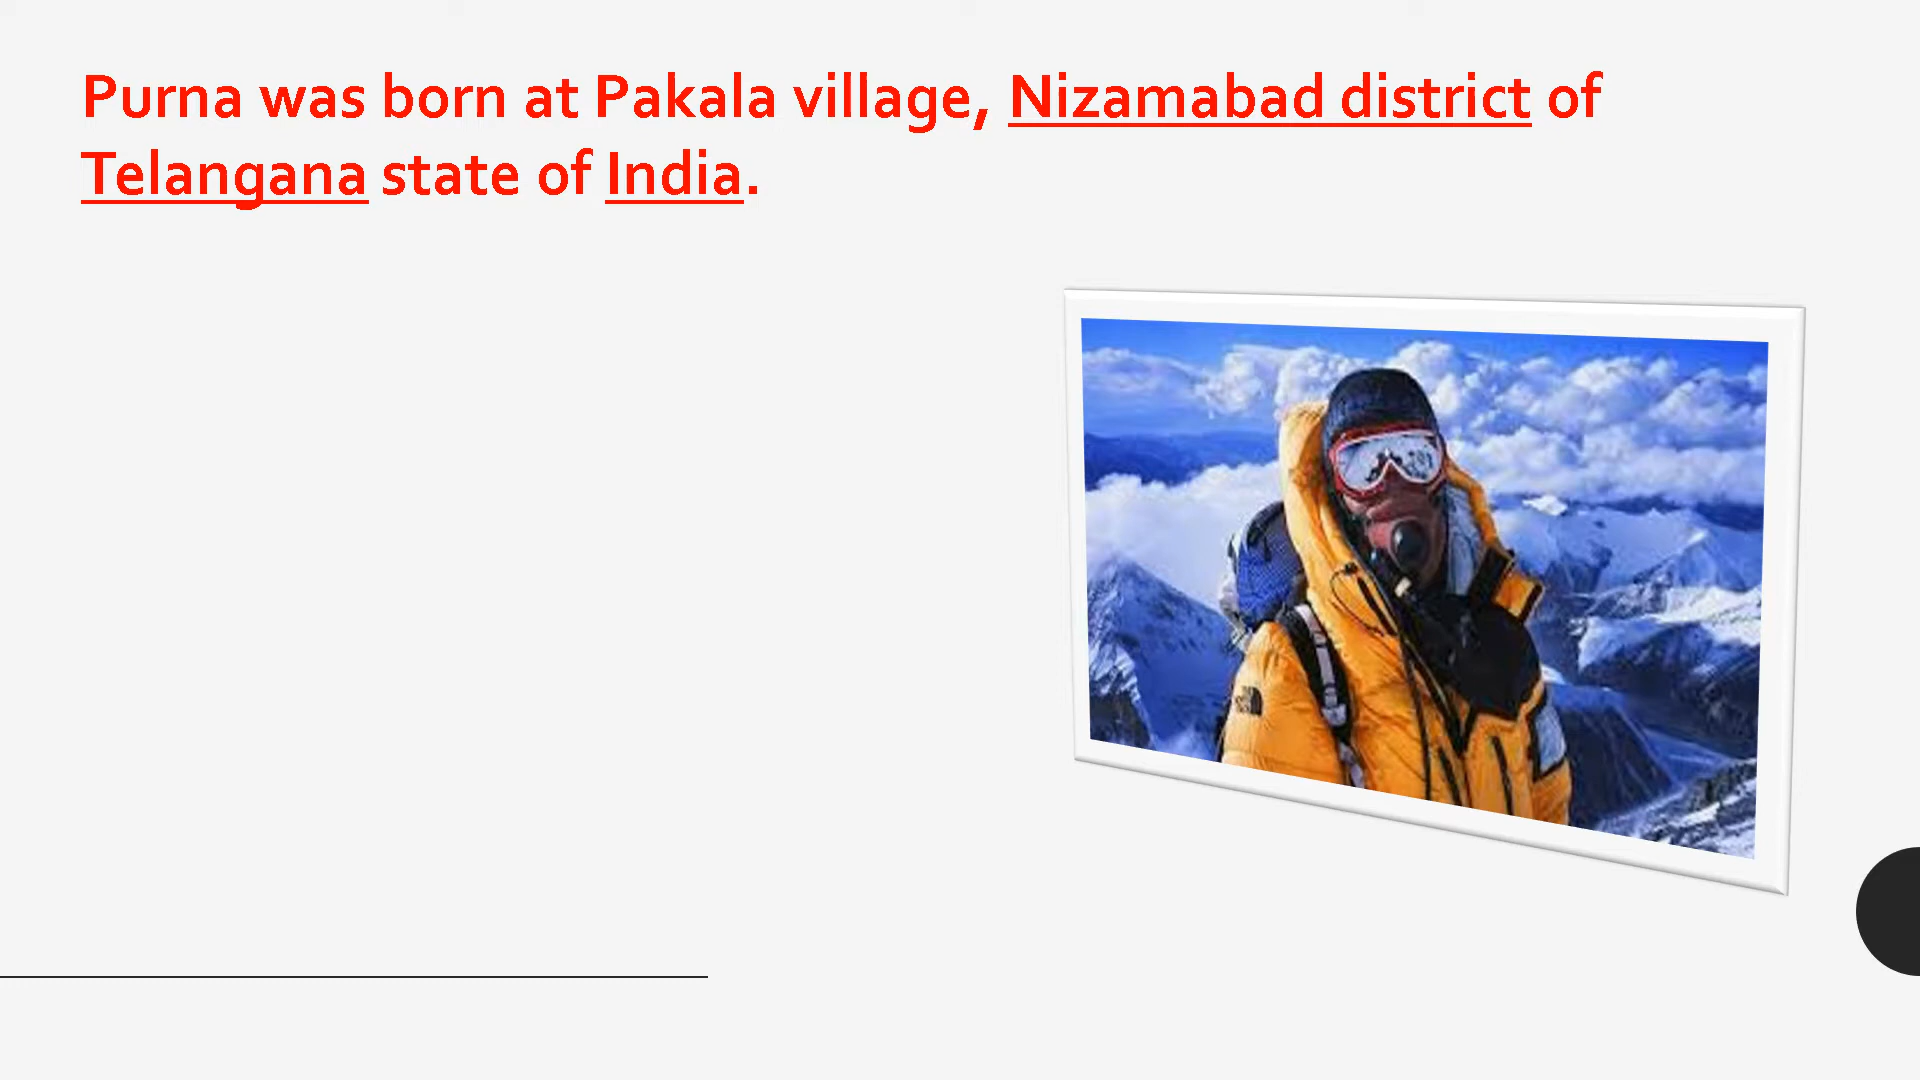 Purna was born at Pakala village, Nizamabad district of
Telangana state of India.